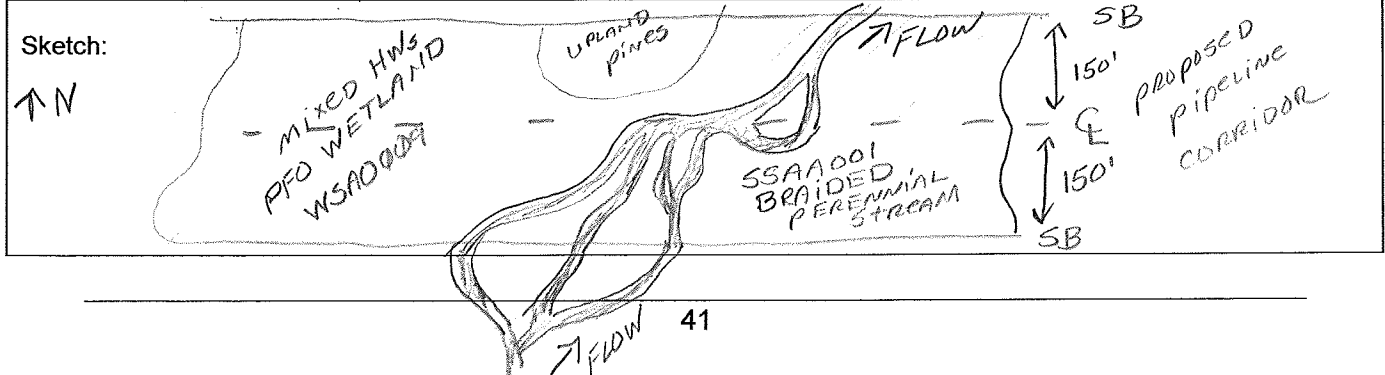 Sketch:
N
MIXED HWs
PFO WETLAND
WSA0009
UPLAND
PINES
FLOW
SSAA001
BRAIDED
PERENNIAL
STREAM
SB
150'
CL
150'
SB
PROPOSED
PIPELINE
CORRIDOR
FLOW
41